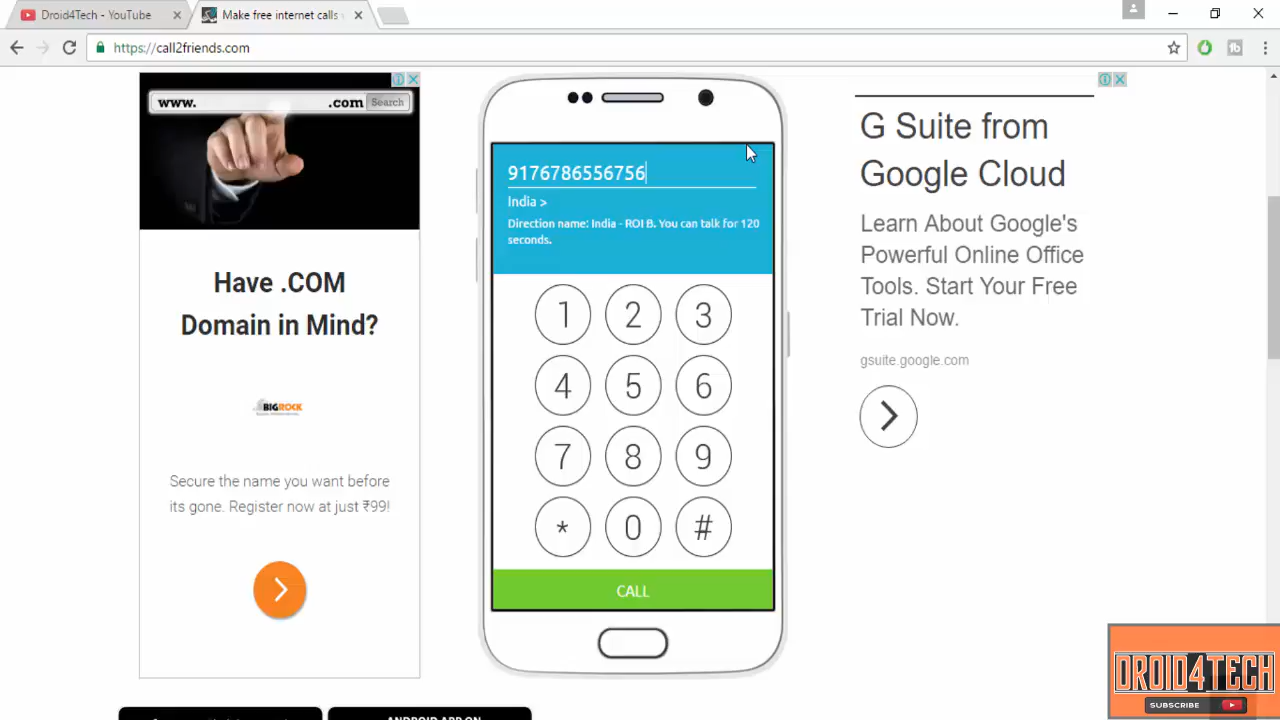 Droid4Tech - YouTube
Make free internet calls
https://call2friends.com
www. .com Search
Have .COM
Domain in Mind?
BIGROCK
Secure the name you want before
its gone. Register now at just ₹99!
9176786556756
India >
Direction name: India - ROI B. You can talk for 120
seconds.
1 2 3
4 5 6
7 8 9
* 0 #
CALL
G Suite from
Google Cloud
Learn About Google's
Powerful Online Office
Tools. Start Your Free
Trial Now.
gsuite.google.com
DROID4TECH
SUBSCRIBE
ANDROID APP ON